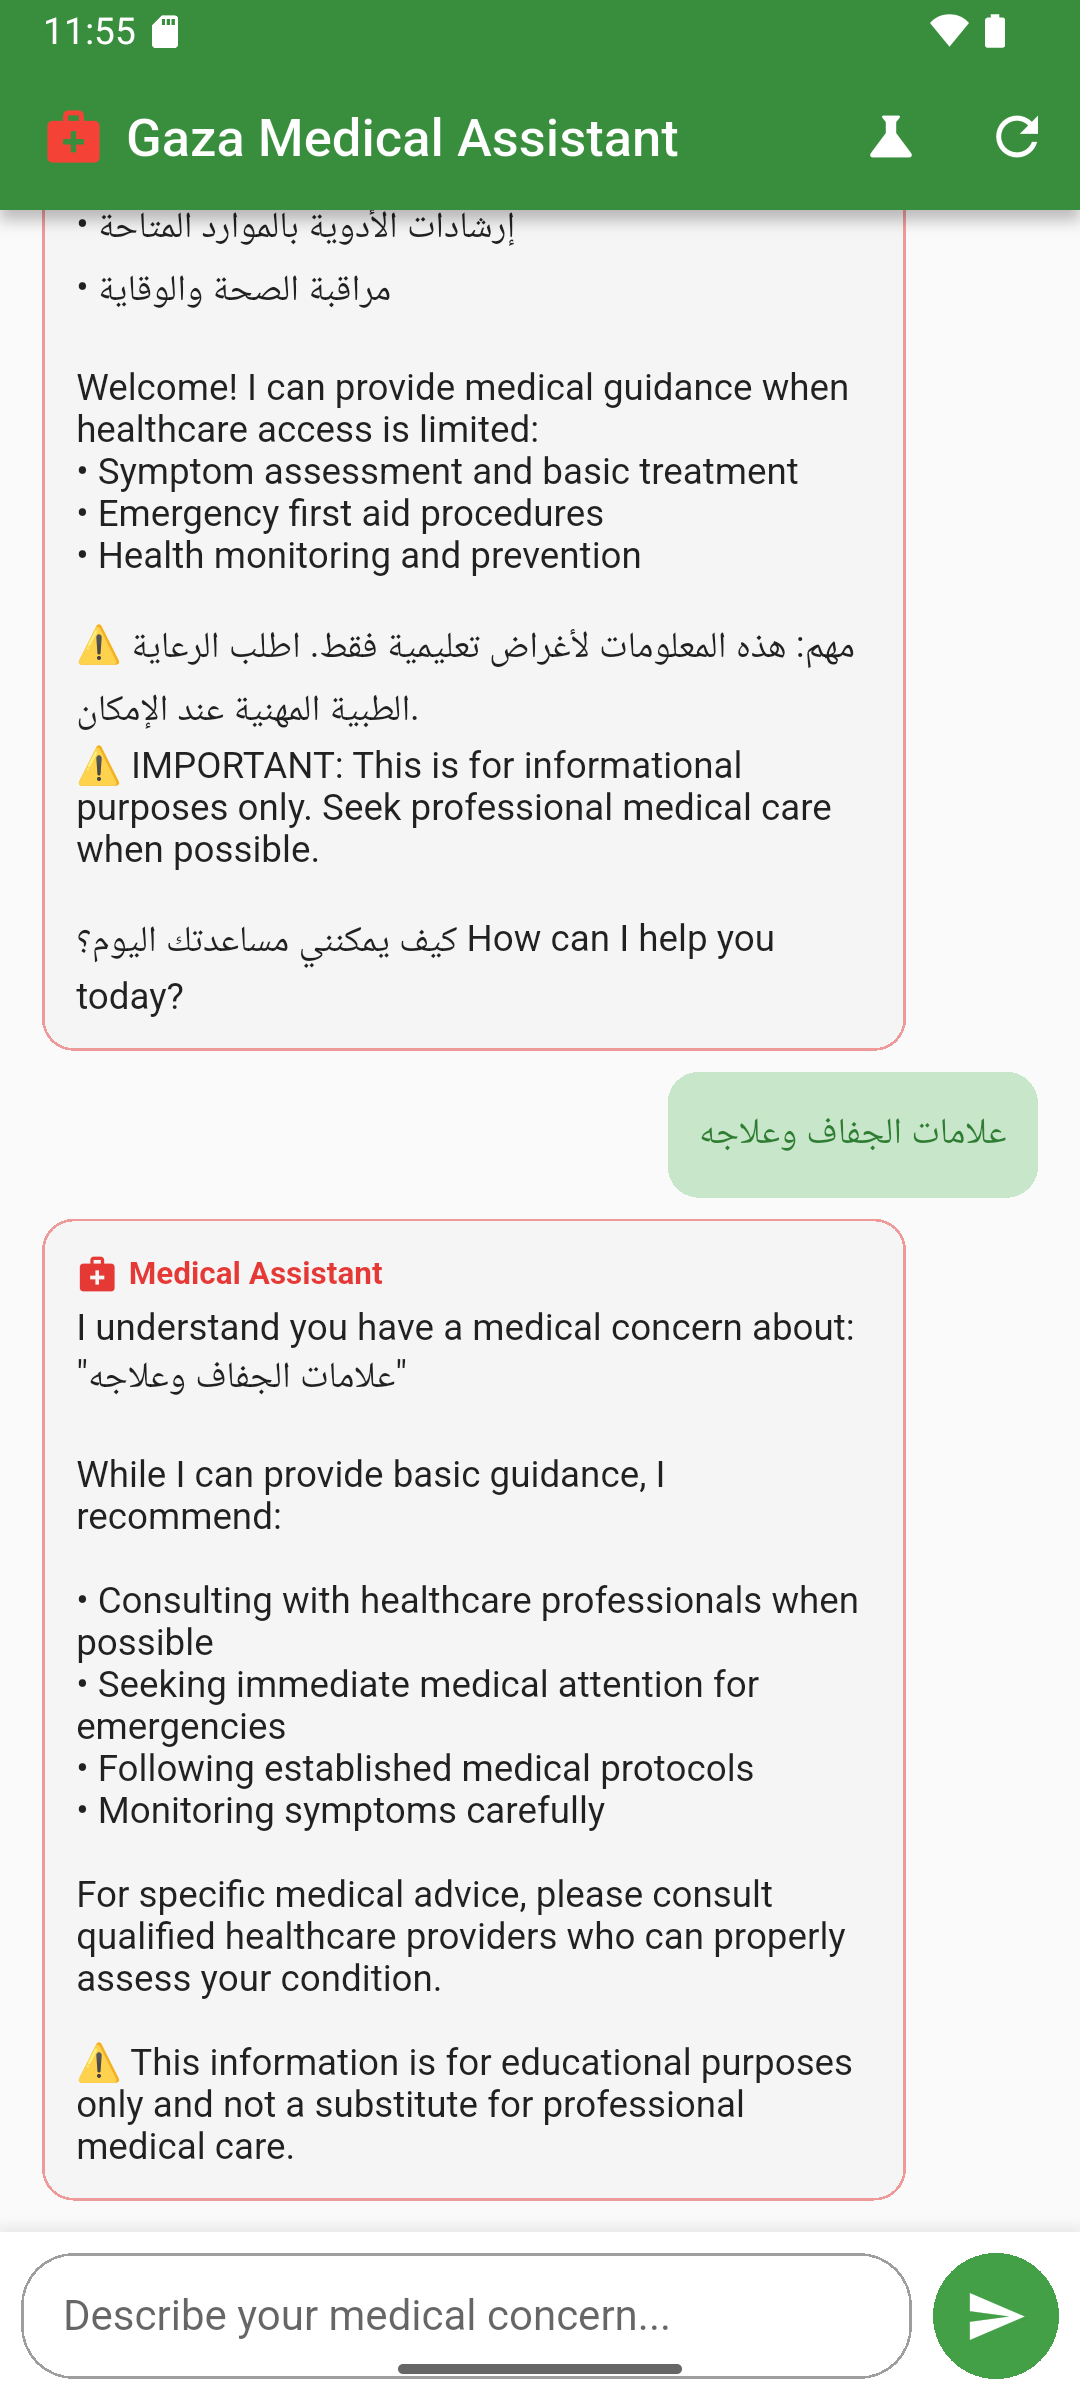 11:55
Gaza Medical Assistant
• إرشادات الأدوية بالموارد المتاحة
• مراقبة الصحة والوقاية
Welcome! I can provide medical guidance when
healthcare access is limited:
• Symptom assessment and basic treatment
• Emergency first aid procedures
• Health monitoring and prevention
⚠️ مهم: هذه المعلومات لأغراض تعليمية فقط. اطلب الرعاية
الطبية المهنية عند الإمكان.
⚠️ IMPORTANT: This is for informational
purposes only. Seek professional medical care
when possible.
كيف يمكنني مساعدتك اليوم؟ How can I help you
today?
علامات الجفاف وعلاجه
Medical Assistant
I understand you have a medical concern about:
"علامات الجفاف وعلاجه"
While I can provide basic guidance, I
recommend:
• Consulting with healthcare professionals when
possible
• Seeking immediate medical attention for
emergencies
• Following established medical protocols
• Monitoring symptoms carefully
For specific medical advice, please consult
qualified healthcare providers who can properly
assess your condition.
⚠️ This information is for educational purposes
only and not a substitute for professional
medical care.
Describe your medical concern...